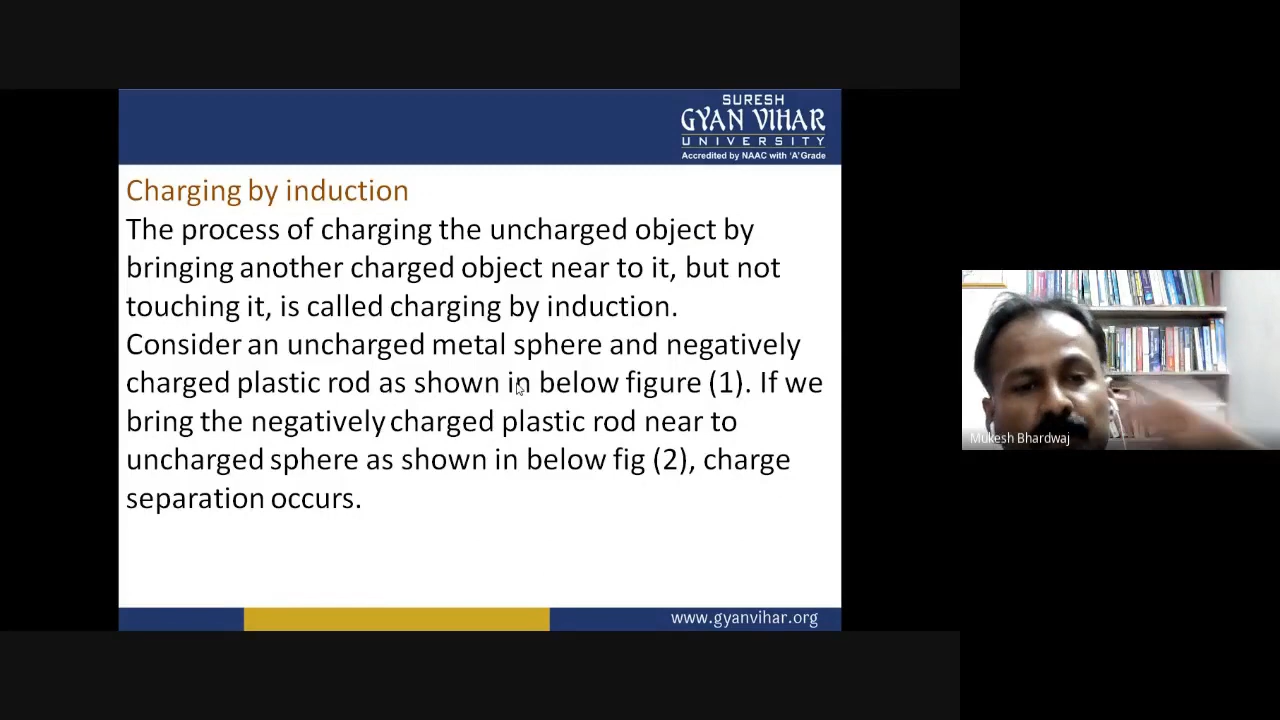 SURESH
GYAN VIHAR
UNIVERSITY
Accredited by NAAC with 'A' Grade
Charging by induction
The process of charging the uncharged object by
bringing another charged object near to it, but not
touching it, is called charging by induction.
Consider an uncharged metal sphere and negatively
charged plastic rod as shown in below figure (1). If we
bring the negatively charged plastic rod near to
uncharged sphere as shown in below fig (2), charge
separation occurs.
www.gyanvihar.org
Mukesh Bhardwaj